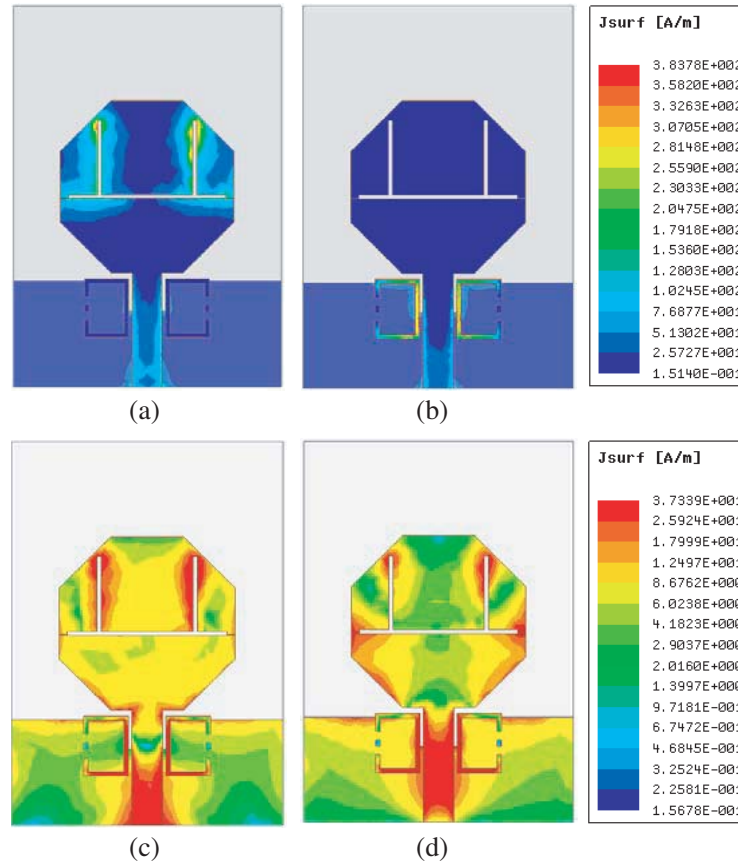 Jsurf [A/m]
3.8378E+002
3.5820E+002
3.3263E+002
3.0705E+002
2.8148E+002
2.5590E+002
2.3033E+002
2.0475E+002
1.7918E+002
1.5360E+002
1.2803E+002
1.0245E+002
7.6877E+001
5.1302E+001
2.5727E+001
1.5140E-001
(a)
(b)
Jsurf [A/m]
3.7339E+001
2.5924E+001
1.7999E+001
1.2497E+001
8.6762E+000
6.0238E+000
4.1823E+000
2.9037E+000
2.0160E+000
1.3997E+000
9.7181E-001
6.7472E-001
4.6845E-001
3.2524E-001
2.2581E-001
1.5678E-001
(c)
(d)